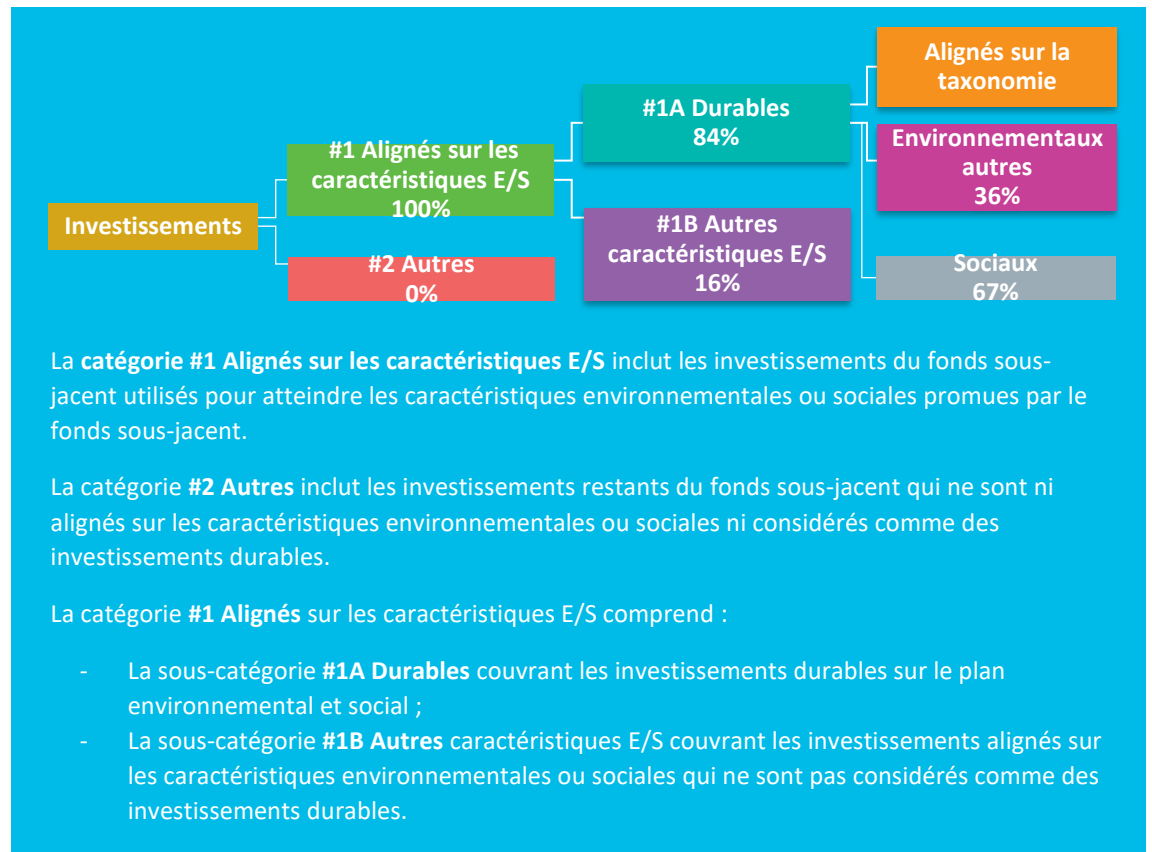 Investissements
#1 Alignés sur les
caractéristiques E/S
100%
#2 Autres
0%
#1A Durables
84%
#1B Autres
caractéristiques E/S
16%
Alignés sur la
taxonomie
Environnementaux
autres
36%
Sociaux
67%
La catégorie #1 Alignés sur les caractéristiques E/S inclut les investissements du fonds sous-
jacent utilisés pour atteindre les caractéristiques environnementales ou sociales promues par le
fonds sous-jacent.
La catégorie #2 Autres inclut les investissements restants du fonds sous-jacent qui ne sont ni
alignés sur les caractéristiques environnementales ou sociales ni considérés comme des
investissements durables.
La catégorie #1 Alignés sur les caractéristiques E/S comprend :
- La sous-catégorie #1A Durables couvrant les investissements durables sur le plan
environnemental et social ;
- La sous-catégorie #1B Autres caractéristiques E/S couvrant les investissements alignés sur
les caractéristiques environnementales ou sociales qui ne sont pas considérés comme des
investissements durables.